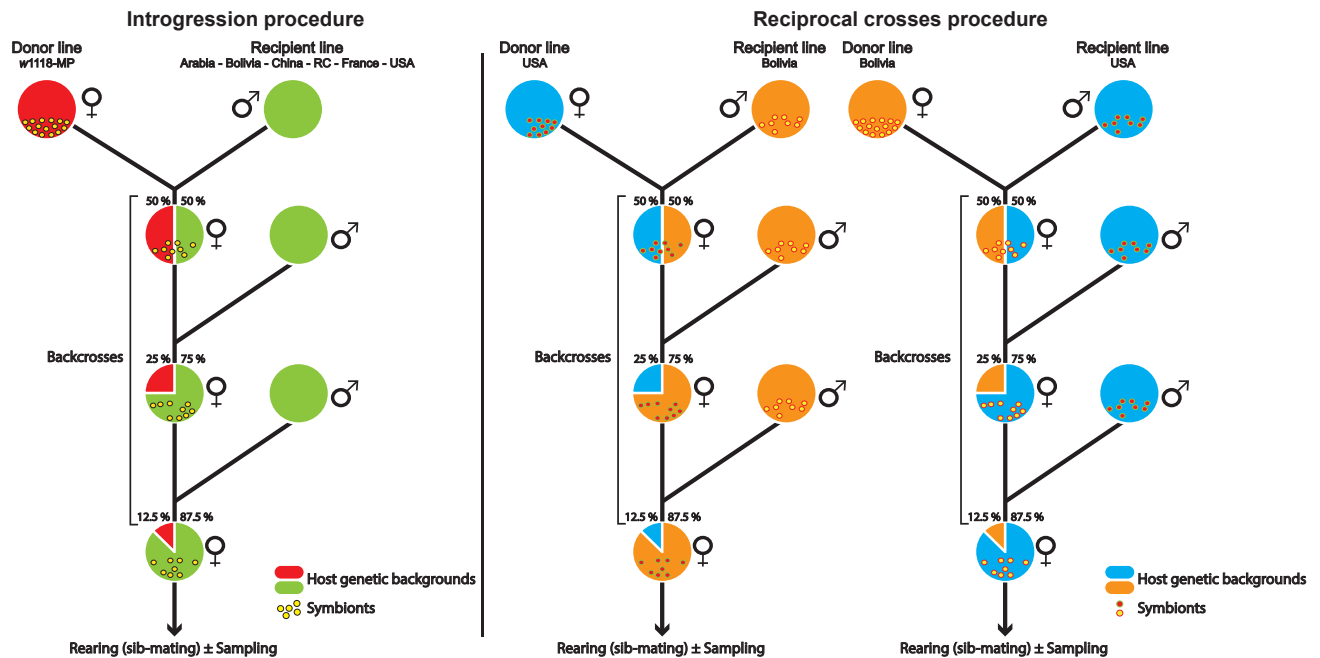 Introgression procedure
Donor line
w1118-MP
Recipient line
Arabia - Bolivia - China - RC - France - USA
50 % 50 %
Backcrosses
25 % 75 %
12.5 % 87.5 %
Host genetic backgrounds
Symbionts
Rearing (sib-mating) ± Sampling
Reciprocal crosses procedure
Donor line
USA
Recipient line
Bolivia
50 % 50 %
Backcrosses
25 % 75 %
12.5 % 87.5 %
Rearing (sib-mating) ± Sampling
Donor line
Bolivia
Recipient line
USA
50 % 50 %
Backcrosses
25 % 75 %
12.5 % 87.5 %
Host genetic backgrounds
Symbionts
Rearing (sib-mating) ± Sampling